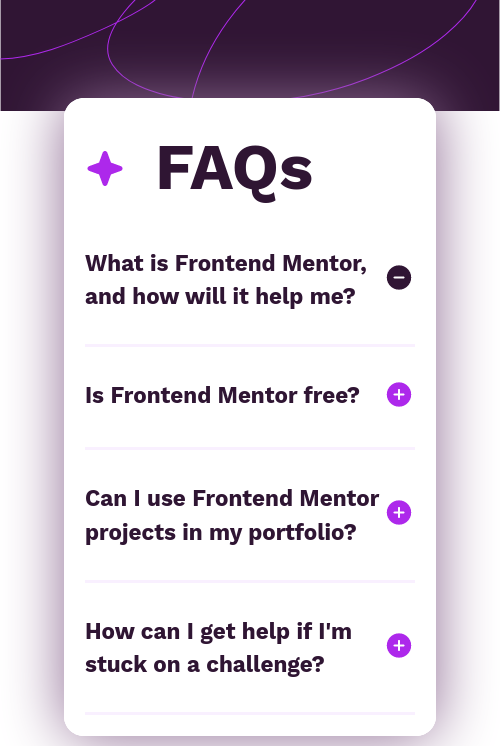 FAQs
What is Frontend Mentor,
and how will it help me?
Is Frontend Mentor free?
Can I use Frontend Mentor
projects in my portfolio?
How can I get help if I'm
stuck on a challenge?